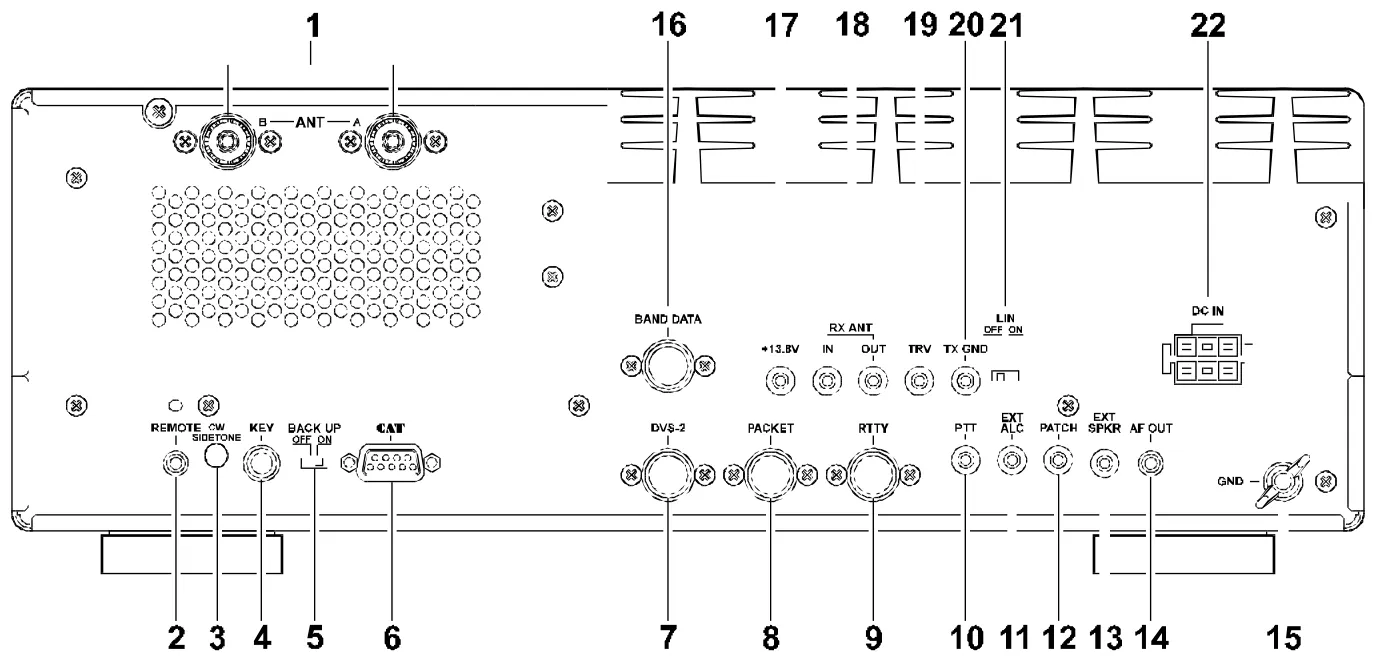 1 16 17 18 19 20 21 22
B ANT A
DC IN
BAND DATA
LIN
OFF ON
RX ANT
+13.8V IN OUT TRV TX GND
REMOTE CW SIDETONE KEY BACK UP OFF ON CAT
DVS-2 PACKET RTTY PTT EXT ALC PATCH EXT SPKR AF OUT
GND
2 3 4 5 6 7 8 9 10 11 12 13 14 15